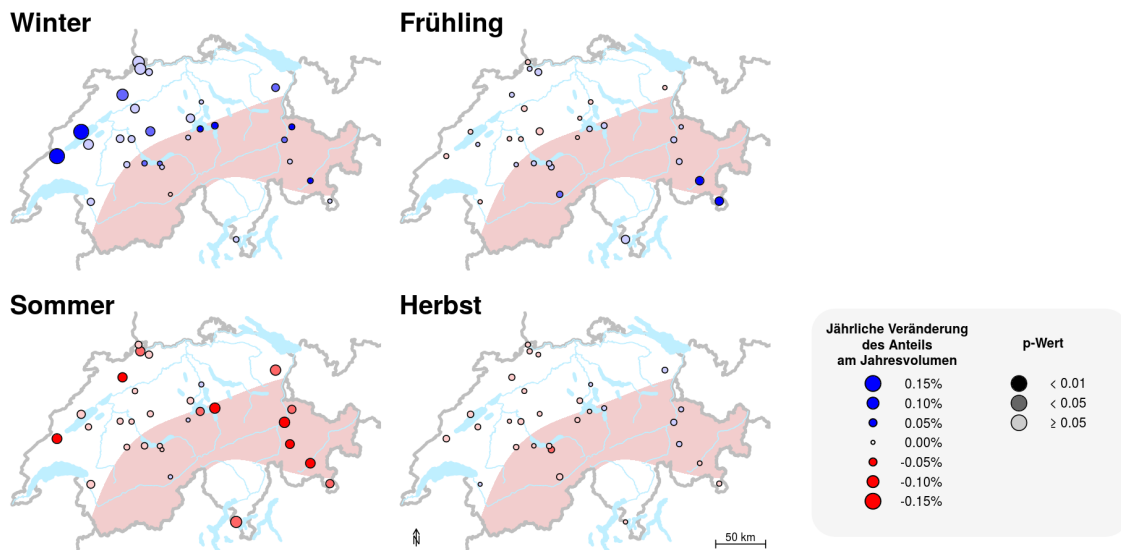 Winter
Frühling
Sommer
Herbst
Jährliche Veränderung
des Anteils
am Jahresvolumen
p-Wert
0.15%
< 0.01
0.10%
< 0.05
0.05%
≥ 0.05
0.00%
-0.05%
-0.10%
-0.15%
N
50 km